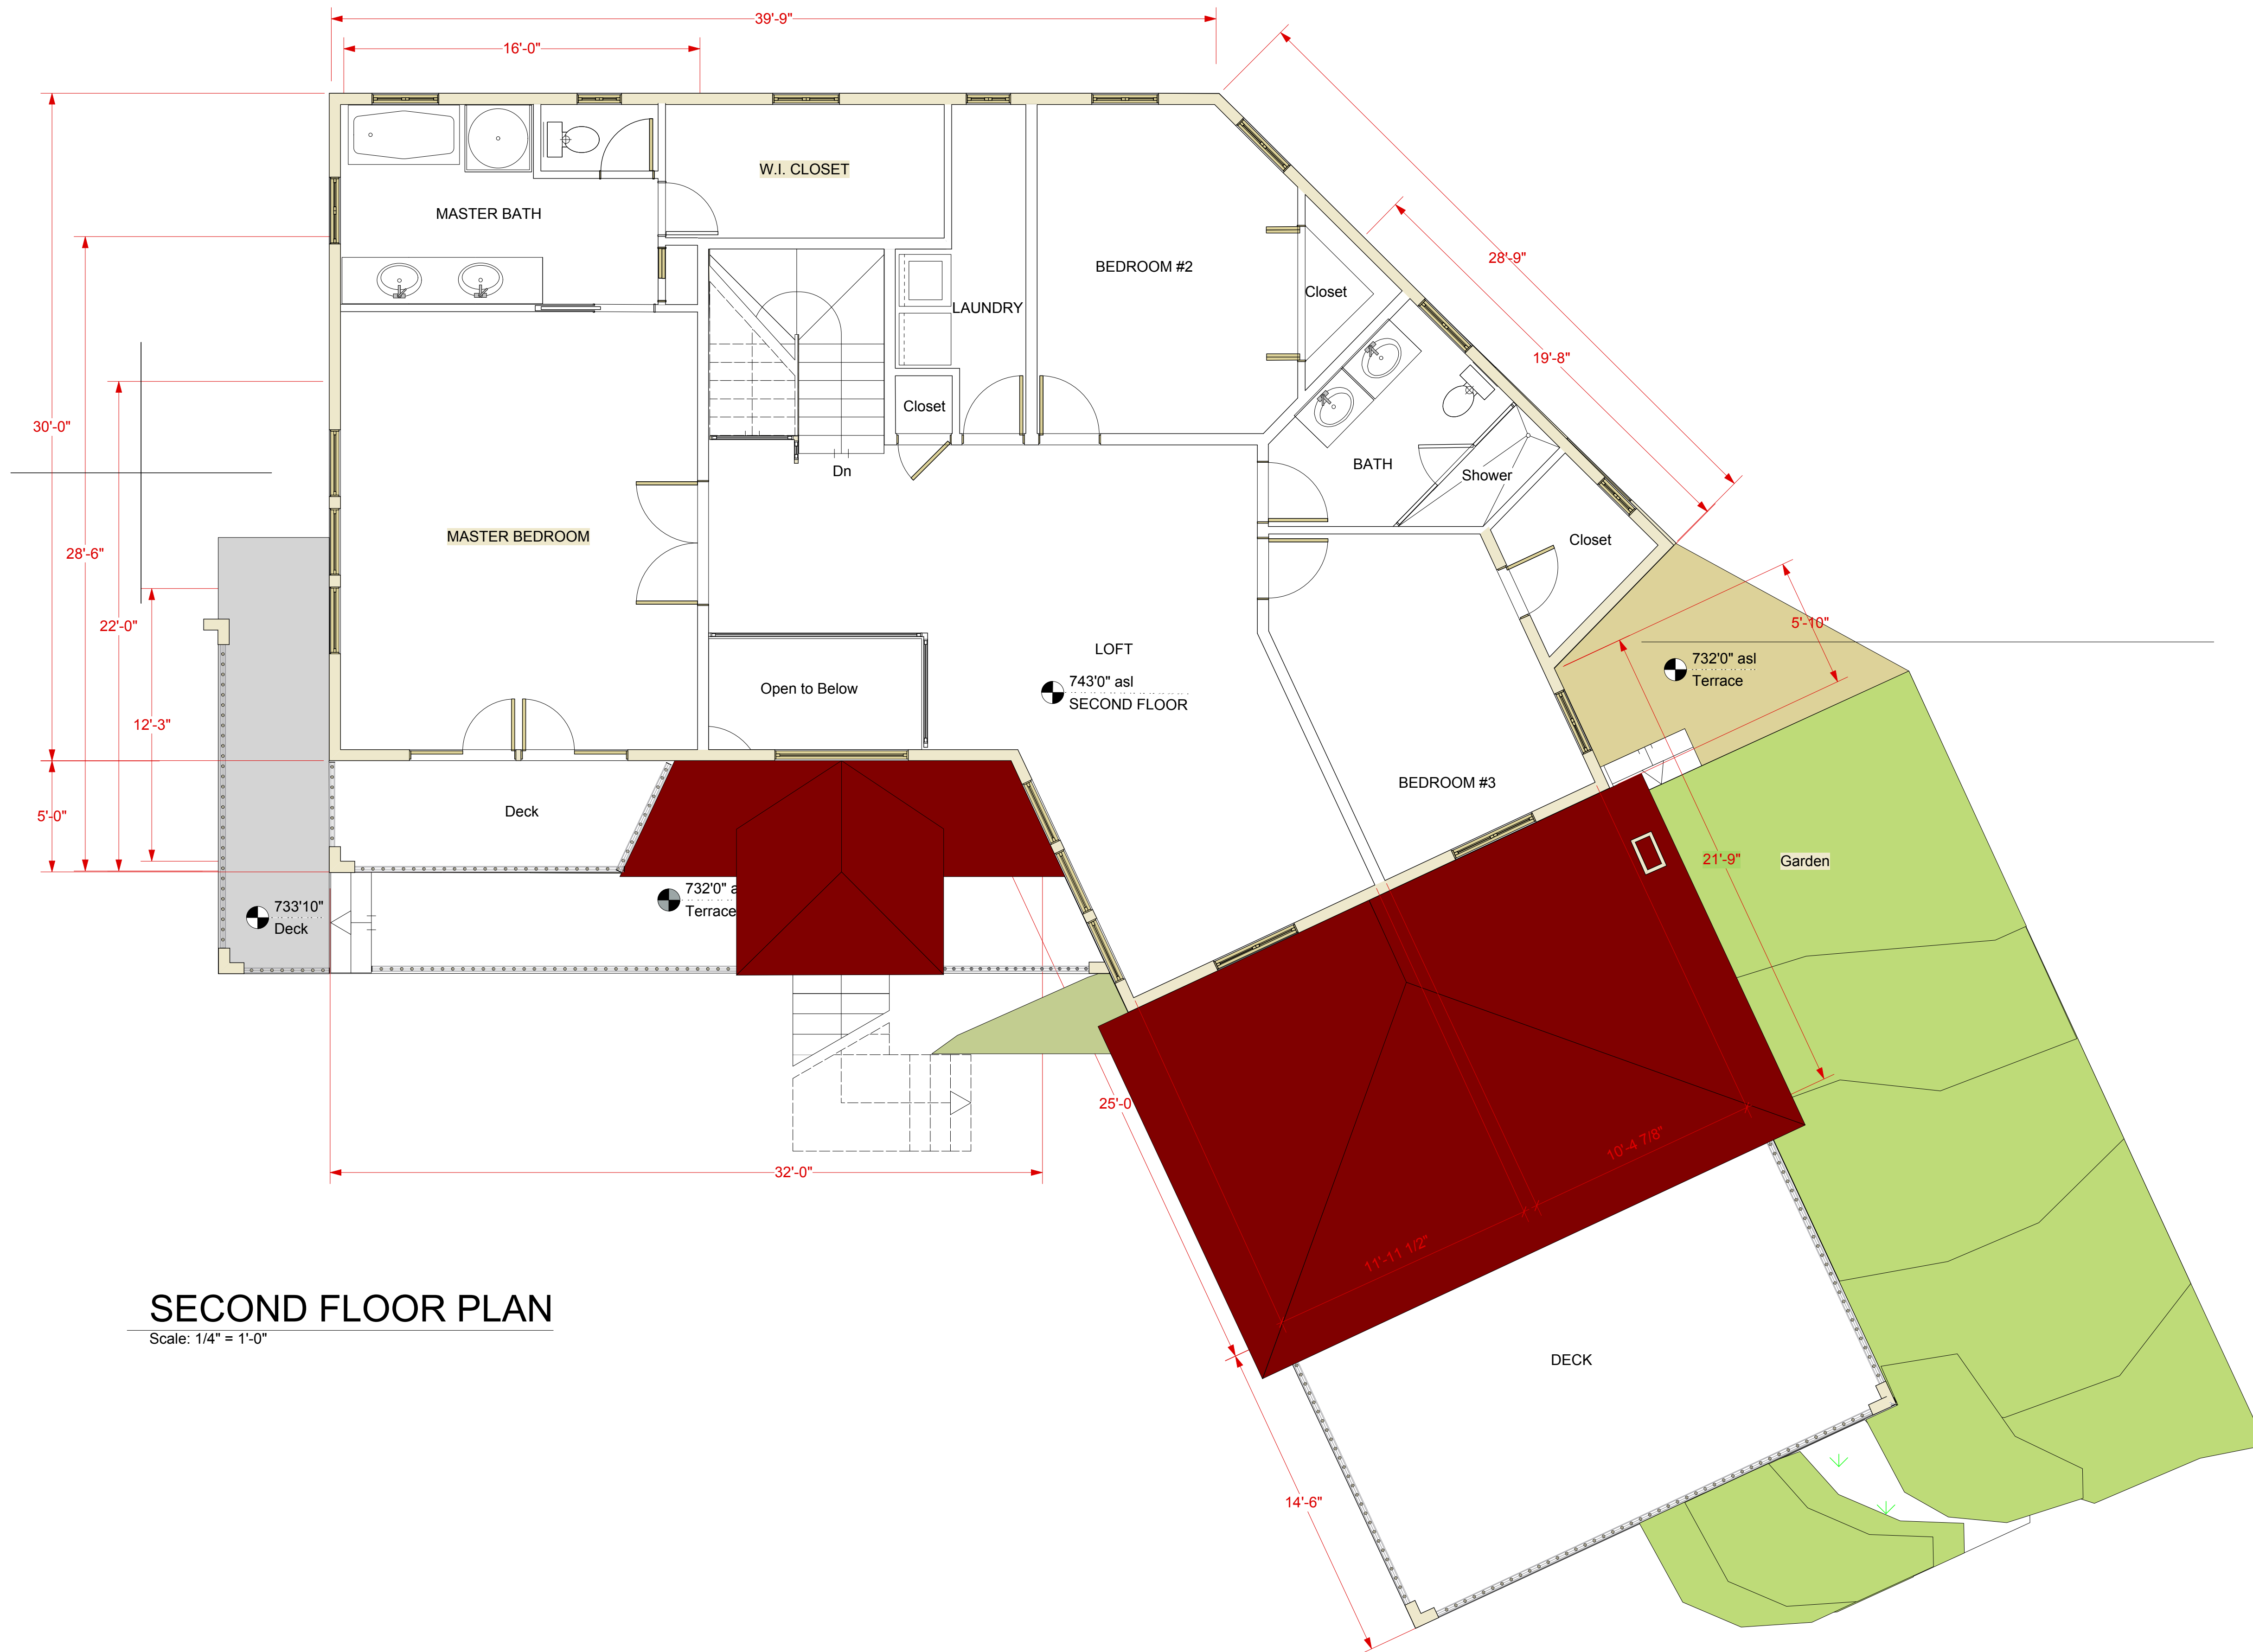 39'-9"
16'-0"
W.I. CLOSET
MASTER BATH
28'-9"
BEDROOM #2
Closet
LAUNDRY
19'-8"
Closet
30'-0"
BATH
Dn
Shower
MASTER BEDROOM
Closet
28'-6"
22'-0"
5'-10"
LOFT
732'0" asl
Terrace
743'0" asl
SECOND FLOOR
Open to Below
12'-3"
BEDROOM #3
Deck
5'-0"
21'-9"
Garden
732'0" a
Terrace
733'10"
Deck
25'-0
10'-4 7/8"
32'-0"
11'-11 1/2"
SECOND FLOOR PLAN
Scale: 1/4" = 1'-0"
DECK
14'-6"